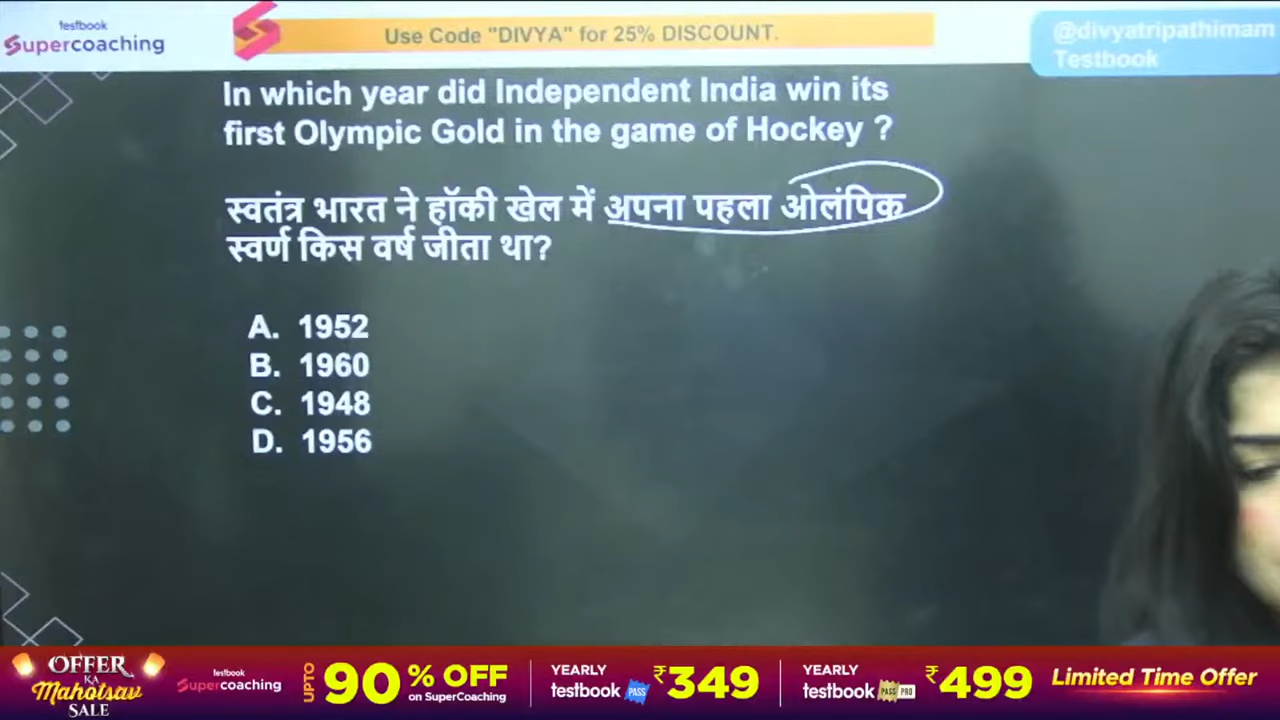 testbook
Supercoaching
Use Code "DIVYA" for 25% DISCOUNT.
@divyatripathimam
Testbook
In which year did Independent India win its
first Olympic Gold in the game of Hockey ?
स्वतंत्र भारत ने हॉकी खेल में अपना पहला ओलंपिक
स्वर्ण किस वर्ष जीता था?
A. 1952
B. 1960
C. 1948
D. 1956
OFFER
KA
Mahotsav
SALE
testbook
Supercoaching
UPTO
90% OFF
on SuperCoaching
YEARLY
testbook PASS
₹349
YEARLY
testbook PASS PRO
₹499
Limited Time Offer